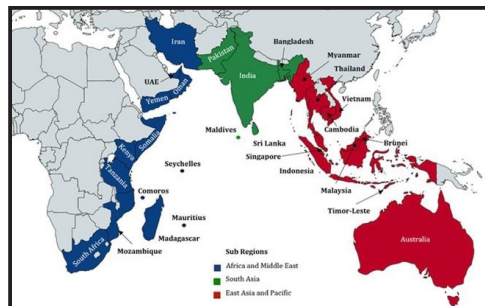 Iran
Pakistan
Bangladesh
Myanmar
Thailand
UAE
Oman
India
Yemen
Vietnam
Maldives
Sri Lanka
Cambodia
Brunei
Somalia
Kenya
Singapore
Seychelles
Indonesia
Tanzania
Malaysia
Comoros
Timor-Leste
Mauritius
Madagascar
Australia
South Africa
Mozambique
Sub Regions
Africa and Middle East
South Asia
East Asia and Pacific